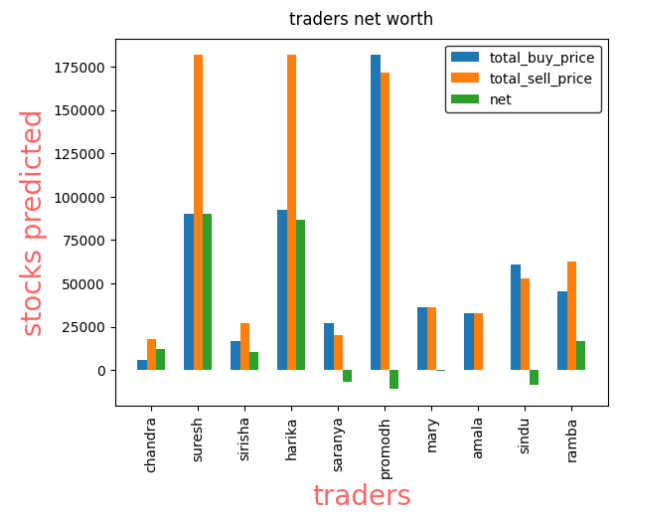 traders net worth
total_buy_price
total_sell_price
net
175000
150000
125000
100000
75000
50000
25000
0
stocks predicted
chandra
suresh
sirisha
harika
saranya
promodh
mary
amala
sindu
ramba
traders